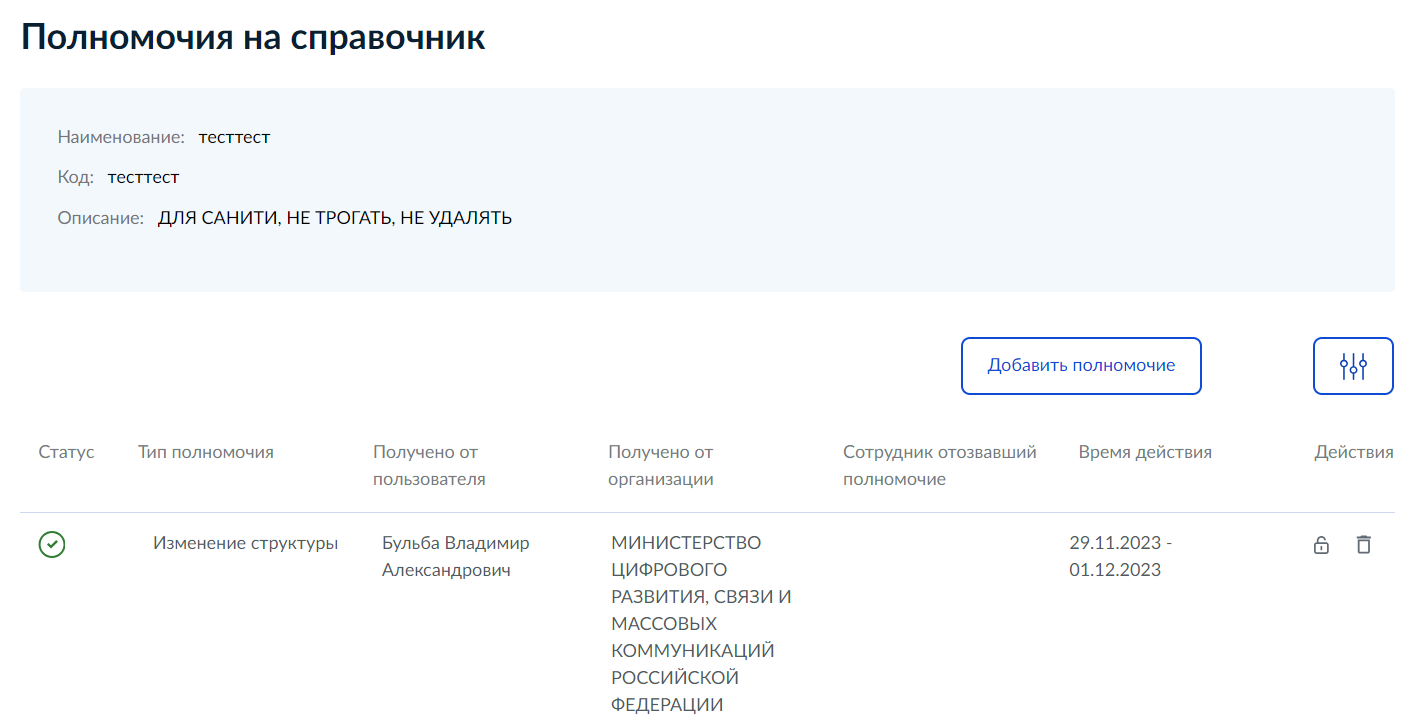 Полномочия на справочник
Наименование: тесттест
Код: тесттест
Описание: ДЛЯ САНИТИ, НЕ ТРОГАТЬ, НЕ УДАЛЯТЬ
Добавить полномочие
Статус
Тип полномочия
Получено от
пользователя
Получено от
организации
Сотрудник отозвавший
полномочие
Время действия
Действия
Изменение структуры
Бульба Владимир
Александрович
МИНИСТЕРСТВО
ЦИФРОВОГО
РАЗВИТИЯ, СВЯЗИ И
МАССОВЫХ
КОММУНИКАЦИЙ
РОССИЙСКОЙ
ФЕДЕРАЦИИ
29.11.2023 -
01.12.2023